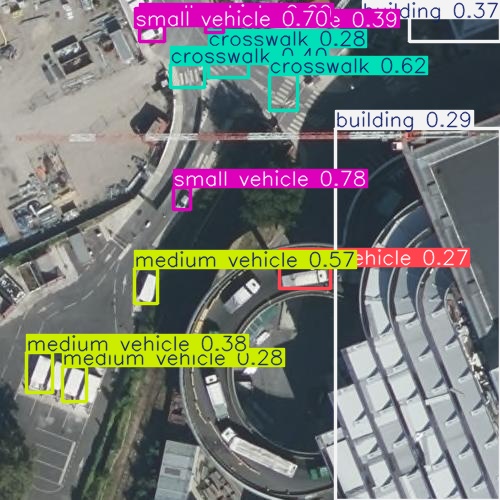 small vehicle 0.70
0.39
building 0.37
crosswalk 0.28
crosswalk 0.40
crosswalk 0.62
building 0.29
small vehicle 0.78
medium vehicle 0.57
vehicle 0.27
medium vehicle 0.38
medium vehicle 0.28